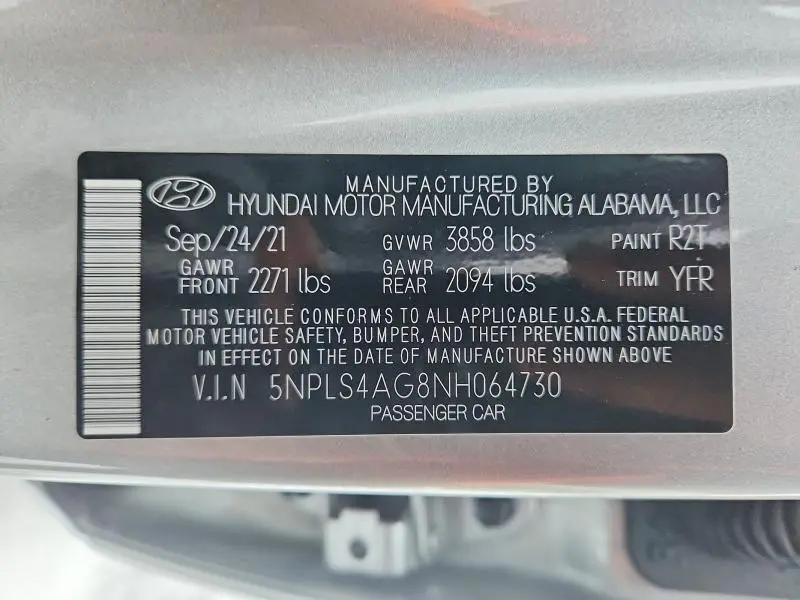 MANUFACTURED BY
HYUNDAI MOTOR MANUFACTURING ALABAMA, LLC
Sep/24/21 GVWR 3858 lbs PAINT R2T
GAWR FRONT 2271 lbs GAWR REAR 2094 lbs TRIM YFR
THIS VEHICLE CONFORMS TO ALL APPLICABLE U.S.A. FEDERAL
MOTOR VEHICLE SAFETY, BUMPER, AND THEFT PREVENTION STANDARDS
IN EFFECT ON THE DATE OF MANUFACTURE SHOWN ABOVE
V.I.N 5NPLS4AG8NH064730
PASSENGER CAR